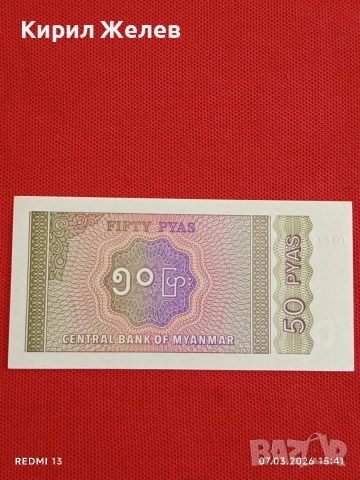 Кирил Желев
FIFTY PYAS
၅၀ ပြား
CENTRAL BANK OF MYANMAR
50 PYAS
REDMI 13
07.03.2026 15:41
BAZAR